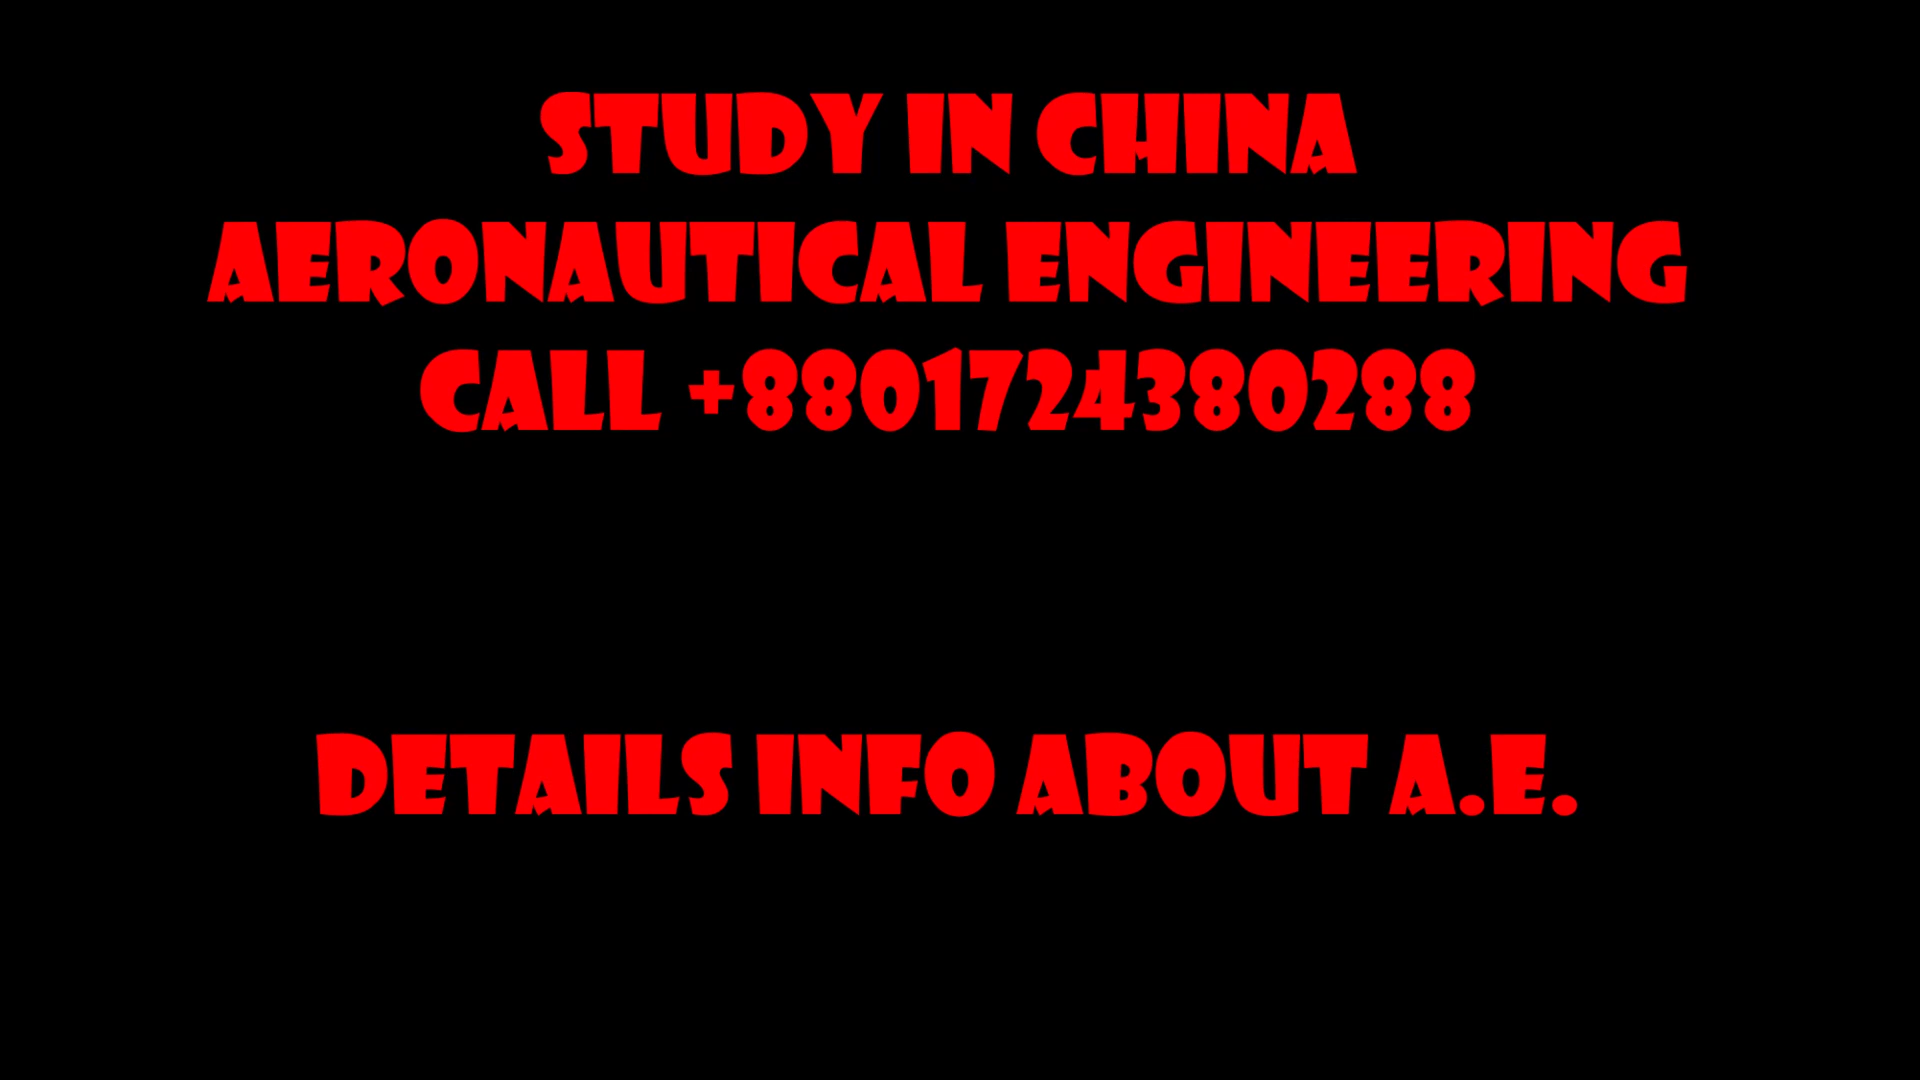 STUDY IN CHINA
AERONAUTICAL ENGINEERING
CALL +8801724380288
DETAILS INFO ABOUT A.E.